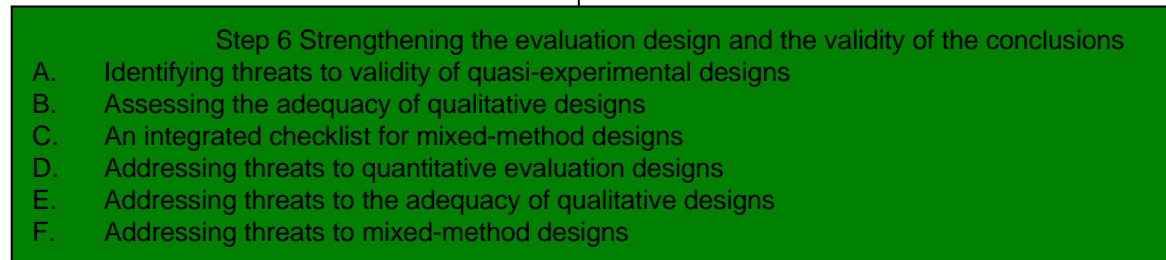 Step 6 Strengthening the evaluation design and the validity of the conclusions
A. Identifying threats to validity of quasi-experimental designs
B. Assessing the adequacy of qualitative designs
C. An integrated checklist for mixed-method designs
D. Addressing threats to quantitative evaluation designs
E. Addressing threats to the adequacy of qualitative designs
F. Addressing threats to mixed-method designs